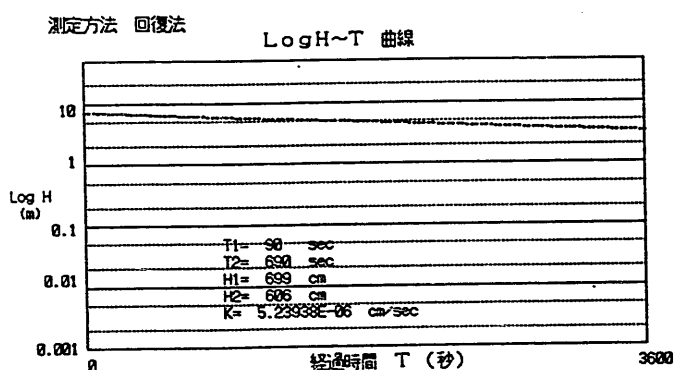 測定方法 回復法
LogH~T 曲線
10
1
Log H
(m)
0.1
0.01
0.001
T1= 90 sec
T2= 690 sec
H1= 699 cm
H2= 606 cm
K= 5.23938E-06 cm/sec
0
経過時間 T (秒)
3600